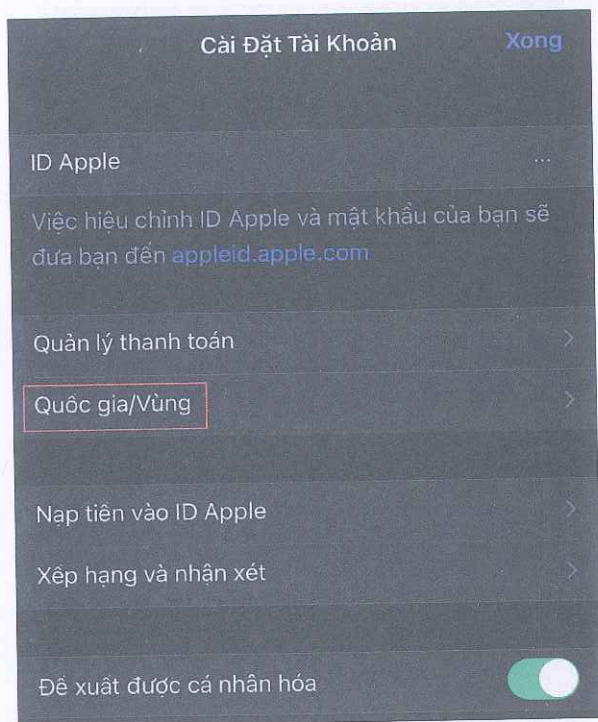 Cài Đặt Tài Khoản
Xong
ID Apple
...
Việc hiệu chỉnh ID Apple và mật khẩu của bạn sẽ
đưa bạn đến appleid.apple.com
Quản lý thanh toán
Quốc gia/Vùng
Nạp tiền vào ID Apple
Xếp hạng và nhận xét
Đề xuất được cá nhân hóa